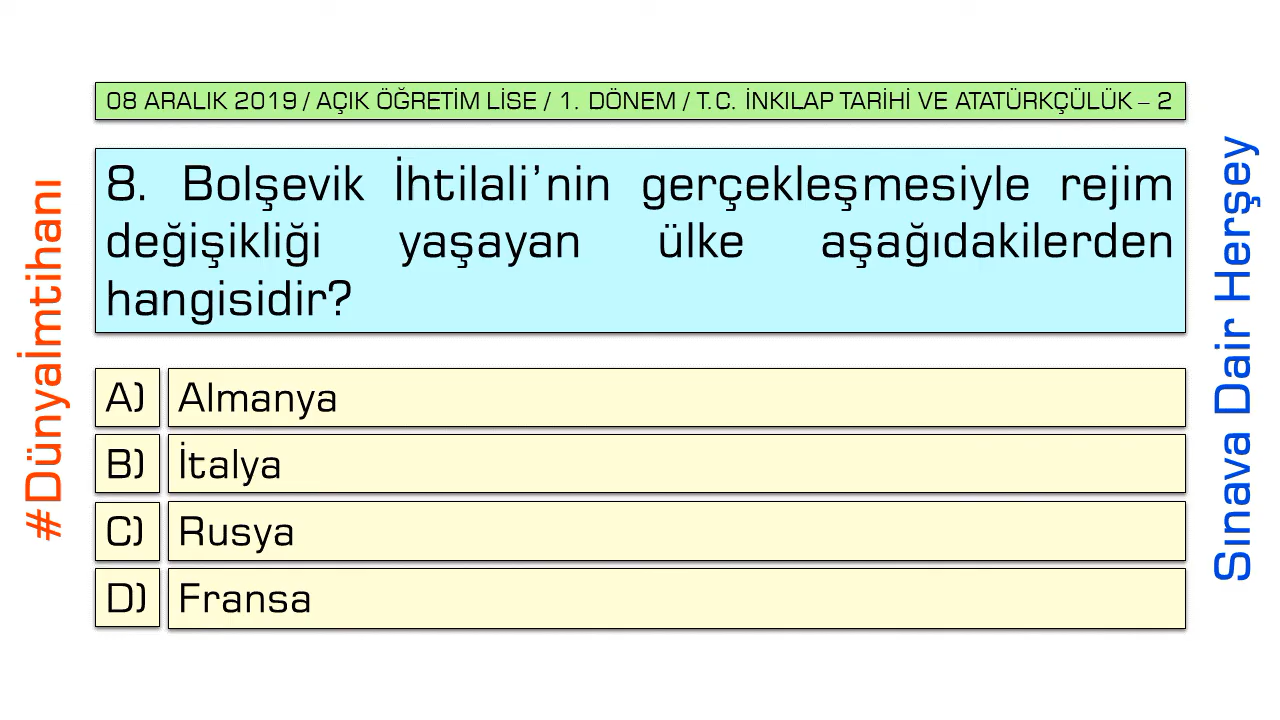 08 ARALIK 2019 / AÇIK ÖĞRETİM LİSE / 1. DÖNEM / T.C. İNKILAP TARİHİ VE ATATÜRKÇÜLÜK – 2
8. Bolşevik İhtilali’nin gerçekleşmesiyle rejim
değişikliği yaşayan ülke aşağıdakilerden
hangisidir?
A) Almanya
B) İtalya
C) Rusya
D) Fransa
#Dünyaİmtihanı
Sınava Dair Herşey